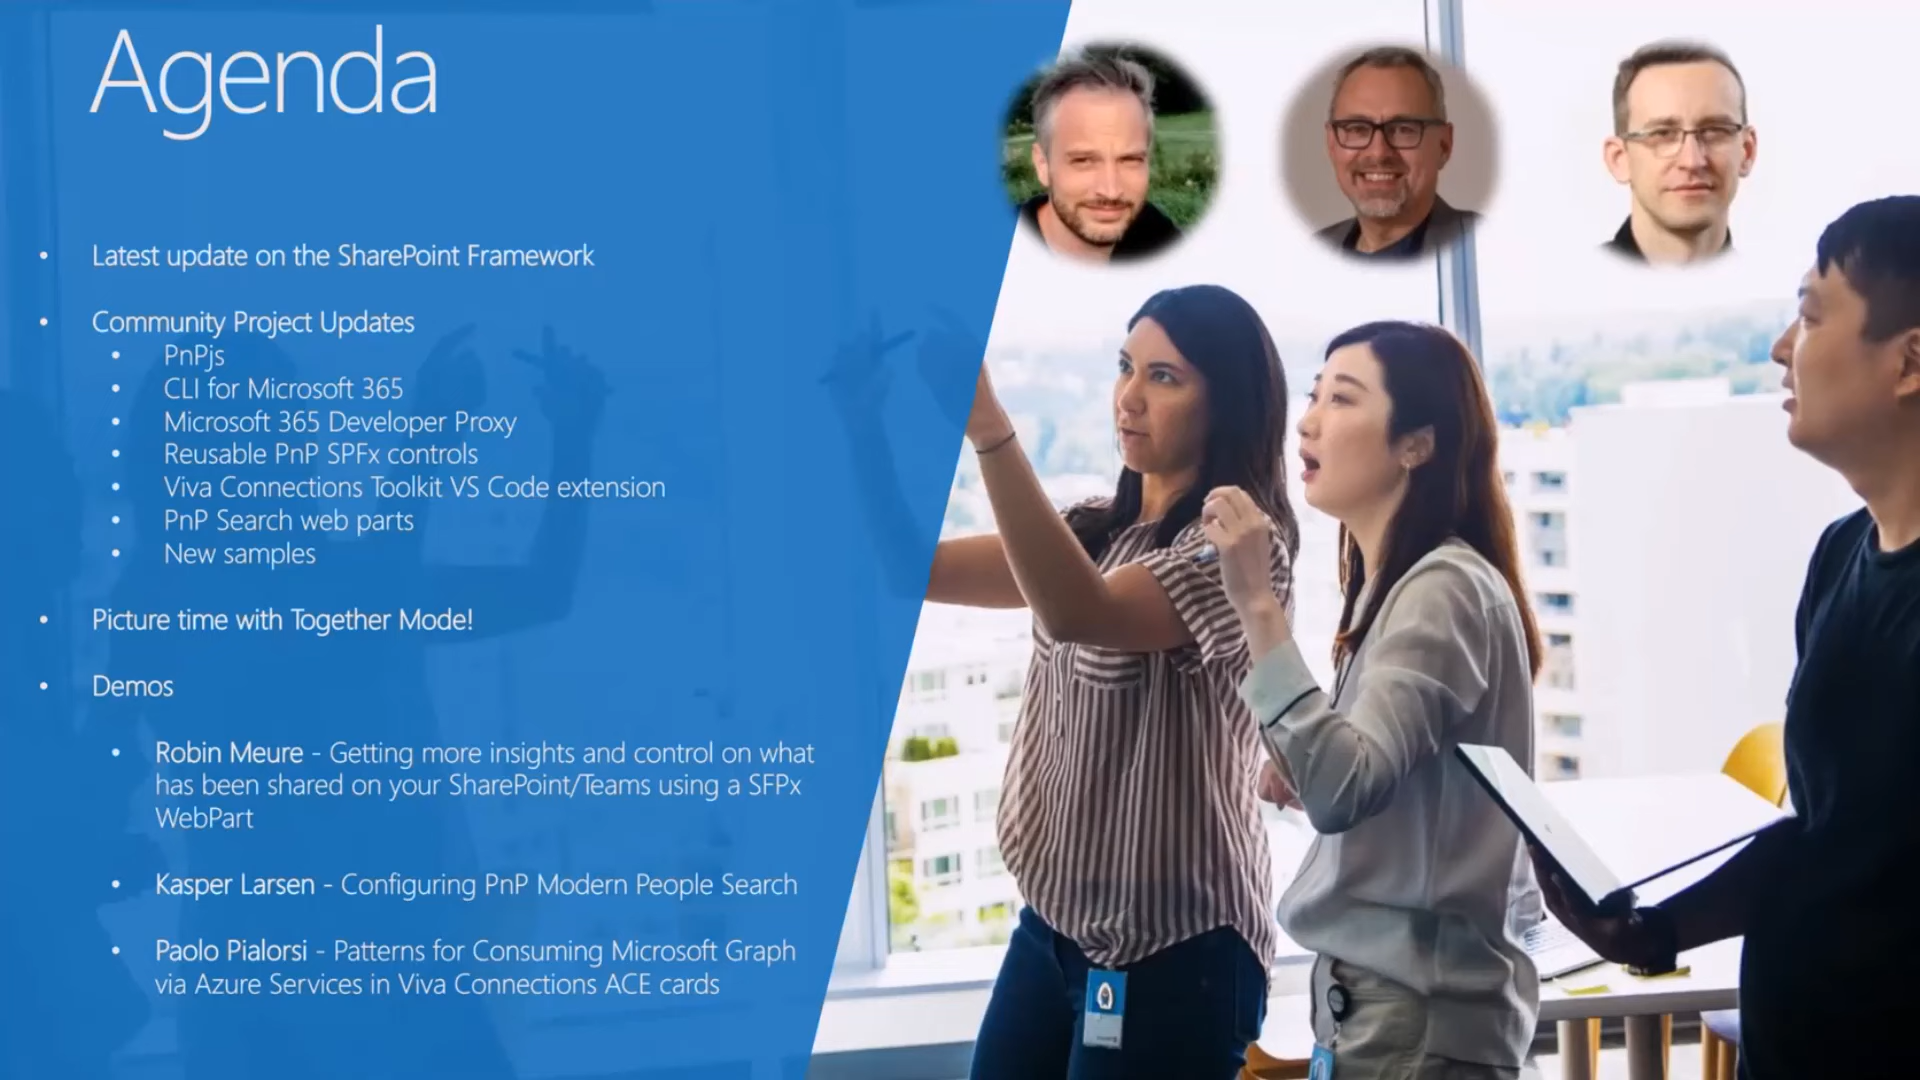 Agenda
• Latest update on the SharePoint Framework
• Community Project Updates
• PnPjs
• CLI for Microsoft 365
• Microsoft 365 Developer Proxy
• Reusable PnP SPFx controls
• Viva Connections Toolkit VS Code extension
• PnP Search web parts
• New samples
• Picture time with Together Mode!
• Demos
• Robin Meure - Getting more insights and control on what
has been shared on your SharePoint/Teams using a SFPx
WebPart
• Kasper Larsen - Configuring PnP Modern People Search
• Paolo Pialorsi - Patterns for Consuming Microsoft Graph
via Azure Services in Viva Connections ACE cards